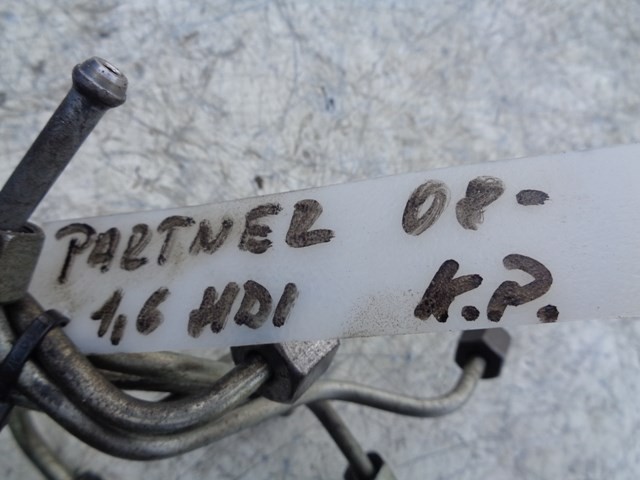 PARTNER 08-
1,6 HDI K.P.